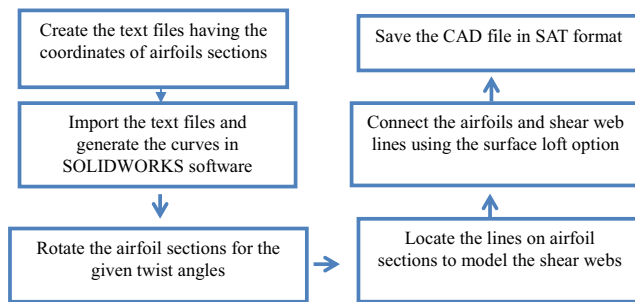 Create the text files having the
coordinates of airfoils sections
Import the text files and
generate the curves in
SOLIDWORKS software
Rotate the airfoil sections for the
given twist angles
Locate the lines on airfoil
sections to model the shear webs
Connect the airfoils and shear web
lines using the surface loft option
Save the CAD file in SAT format